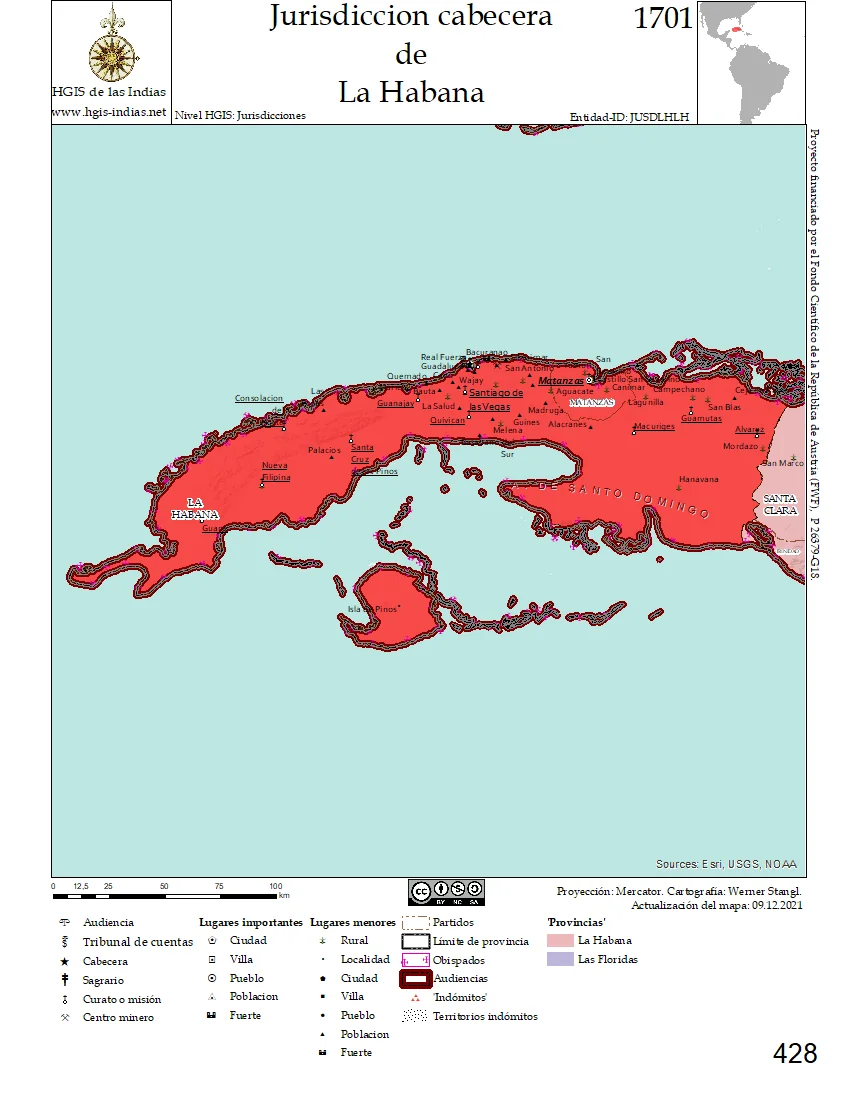 Jurisdiccion cabecera
de
La Habana
1701
HGIS de las Indias
www.hgis-indias.net
Nivel HGIS: Jurisdicciones
Entidad-ID: JUSDLHLH
Proyecto financiado por el Fondo Científico de la República de Austria (FWF), P 26379-G18.
Real Fuerza
Bacuranao
San
Guadalupe
San Antonio
Quemado
Wajay
Matanzas
Canimar
Campechano
Aguacate
Consolacion
de
Santiago de
las Vegas
Guanajay
La Salud
MATANZAS
Lagunilla
San Blas
Madruga
Guamutas
Quivican
Guines
Alacranes
Macuriges
Alvarez
Melena
Sur
Mordazo
Palacios
Santa
Cruz
Pinos
San Marcos
Nueva
Filipina
Hanavana
LA
HABANA
DE SANTO DOMINGO
SANTA
CLARA
Isla de Pinos
Sources: Esri, USGS, NOAA
0 12,5 25 50 75 100
km
CC BY NC SA
Proyección: Mercator. Cartografía: Werner Stangl.
Actualización del mapa: 09.12.2021
Audiencia
Tribunal de cuentas
Cabecera
Sagrario
Curato o misión
Centro minero
Lugares importantes
Ciudad
Villa
Pueblo
Poblacion
Fuerte
Lugares menores
Rural
Localidad
Ciudad
Villa
Pueblo
Poblacion
Fuerte
Partidos
Límite de provincia
Obispados
Audiencias
'Indómitos'
Territorios indómitos
'Provincias'
La Habana
Las Floridas
428